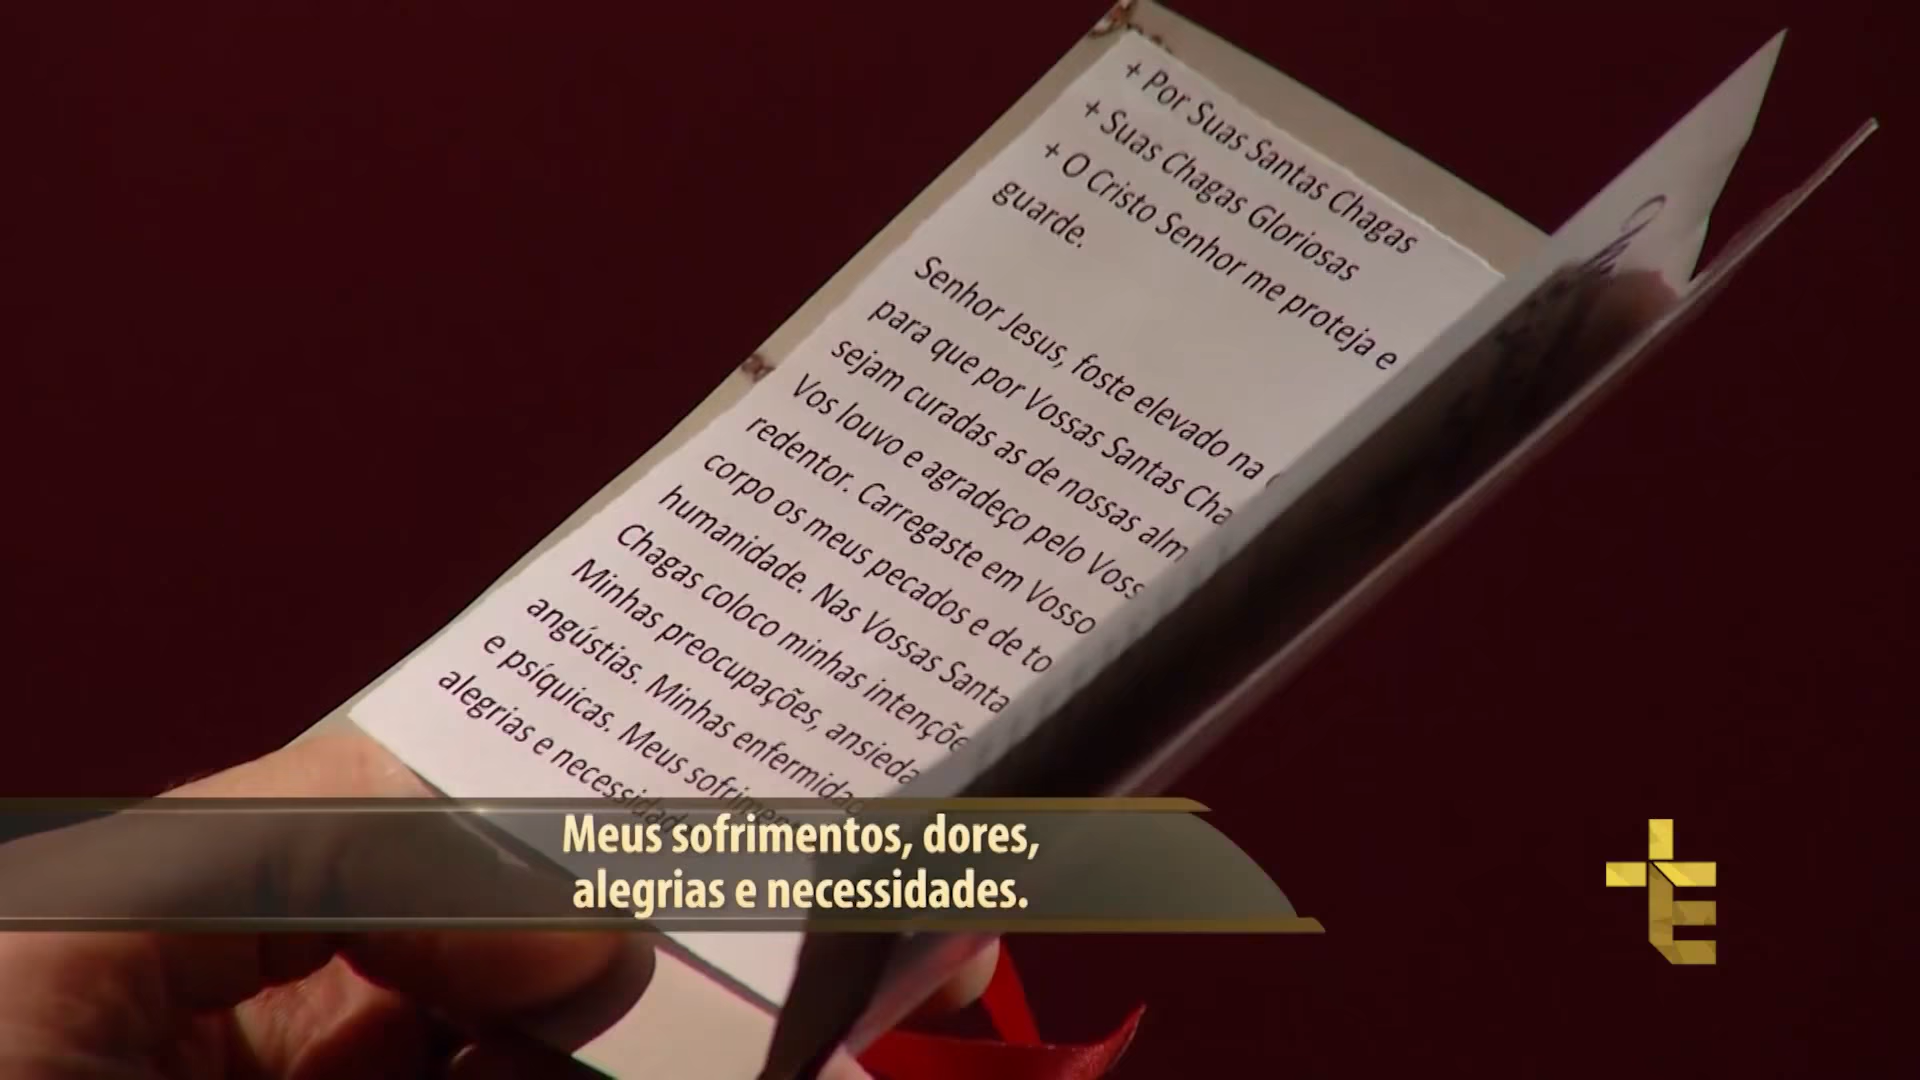 + Por Suas Santas Chagas
+ Suas Chagas Gloriosas
+ O Cristo Senhor me proteja e
guarde.
Senhor Jesus, foste elevado na
para que por Vossas Santas Cha
sejam curadas as de nossas alm
Vos louvo e agradeço pelo Voss
redentor. Carregaste em Vosso
corpo os meus pecados e de to
humanidade. Nas Vossas Santa
Chagas coloco minhas intençõe
Minhas preocupações, ansieda
angústias. Minhas enfermidad
e psíquicas. Meus sofriment
alegrias e necessidad
Meus sofrimentos, dores,
alegrias e necessidades.